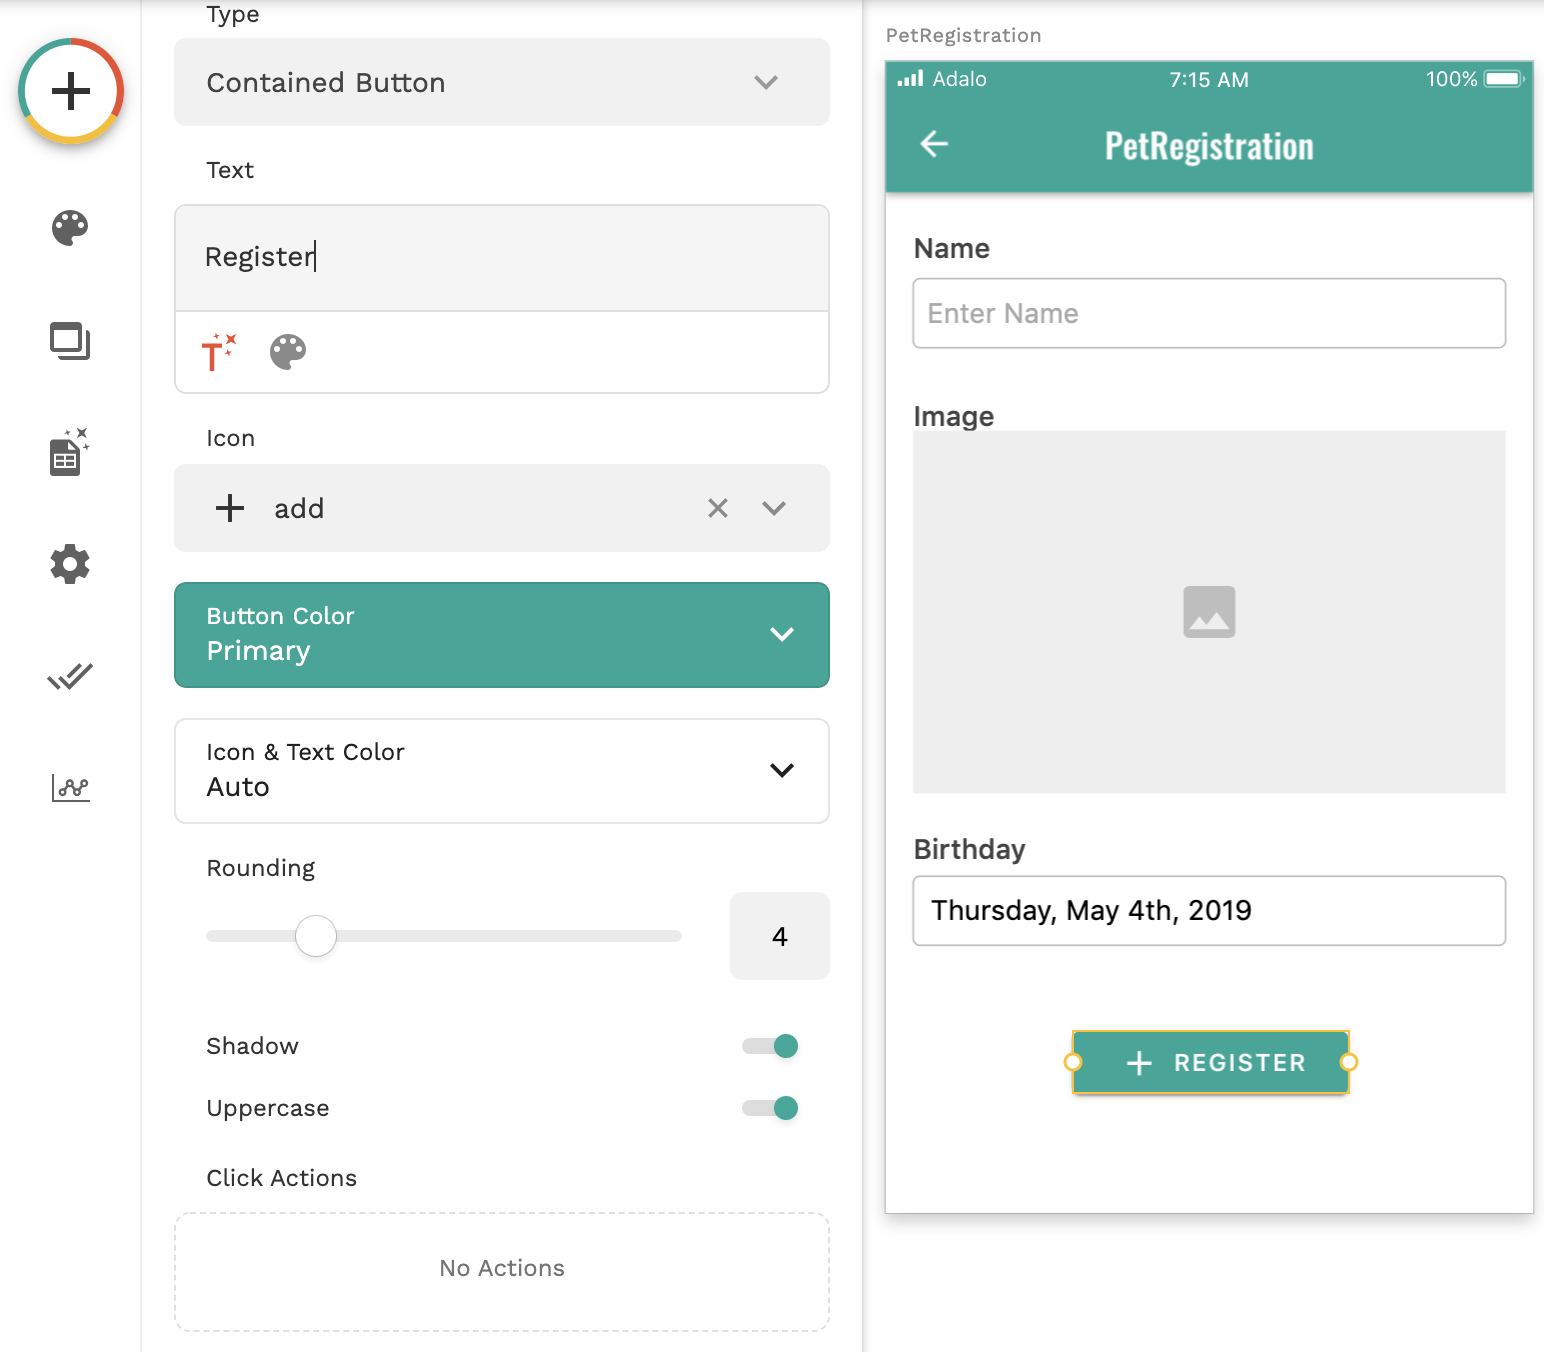 Type
Contained Button
Text
Register
T
Icon
add
Button Color
Primary
Icon & Text Color
Auto
Rounding
4
Shadow
Uppercase
Click Actions
No Actions
PetRegistration
Adalo 7:15 AM 100%
PetRegistration
Name
Enter Name
Image
Birthday
Thursday, May 4th, 2019
REGISTER